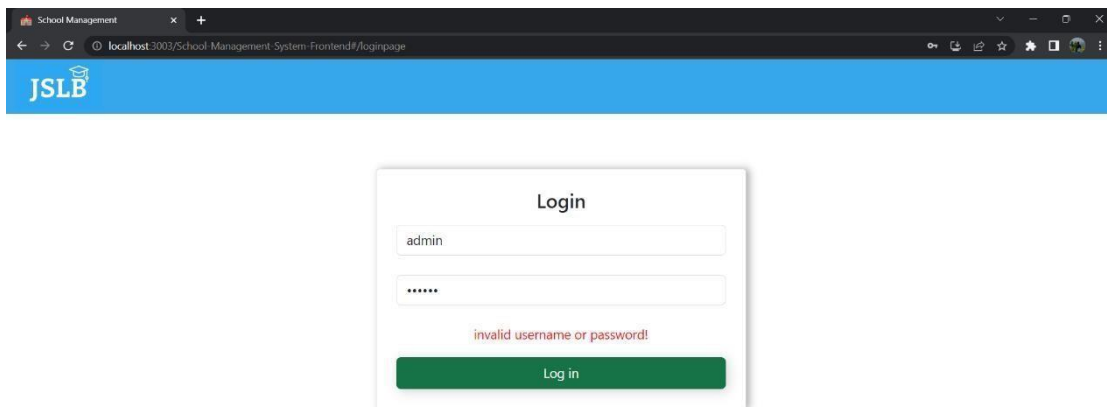 School Management
localhost:3003/School-Management-System-Frontend#/loginpage
JSLB
Login
admin
••••••
invalid username or password!
Log in